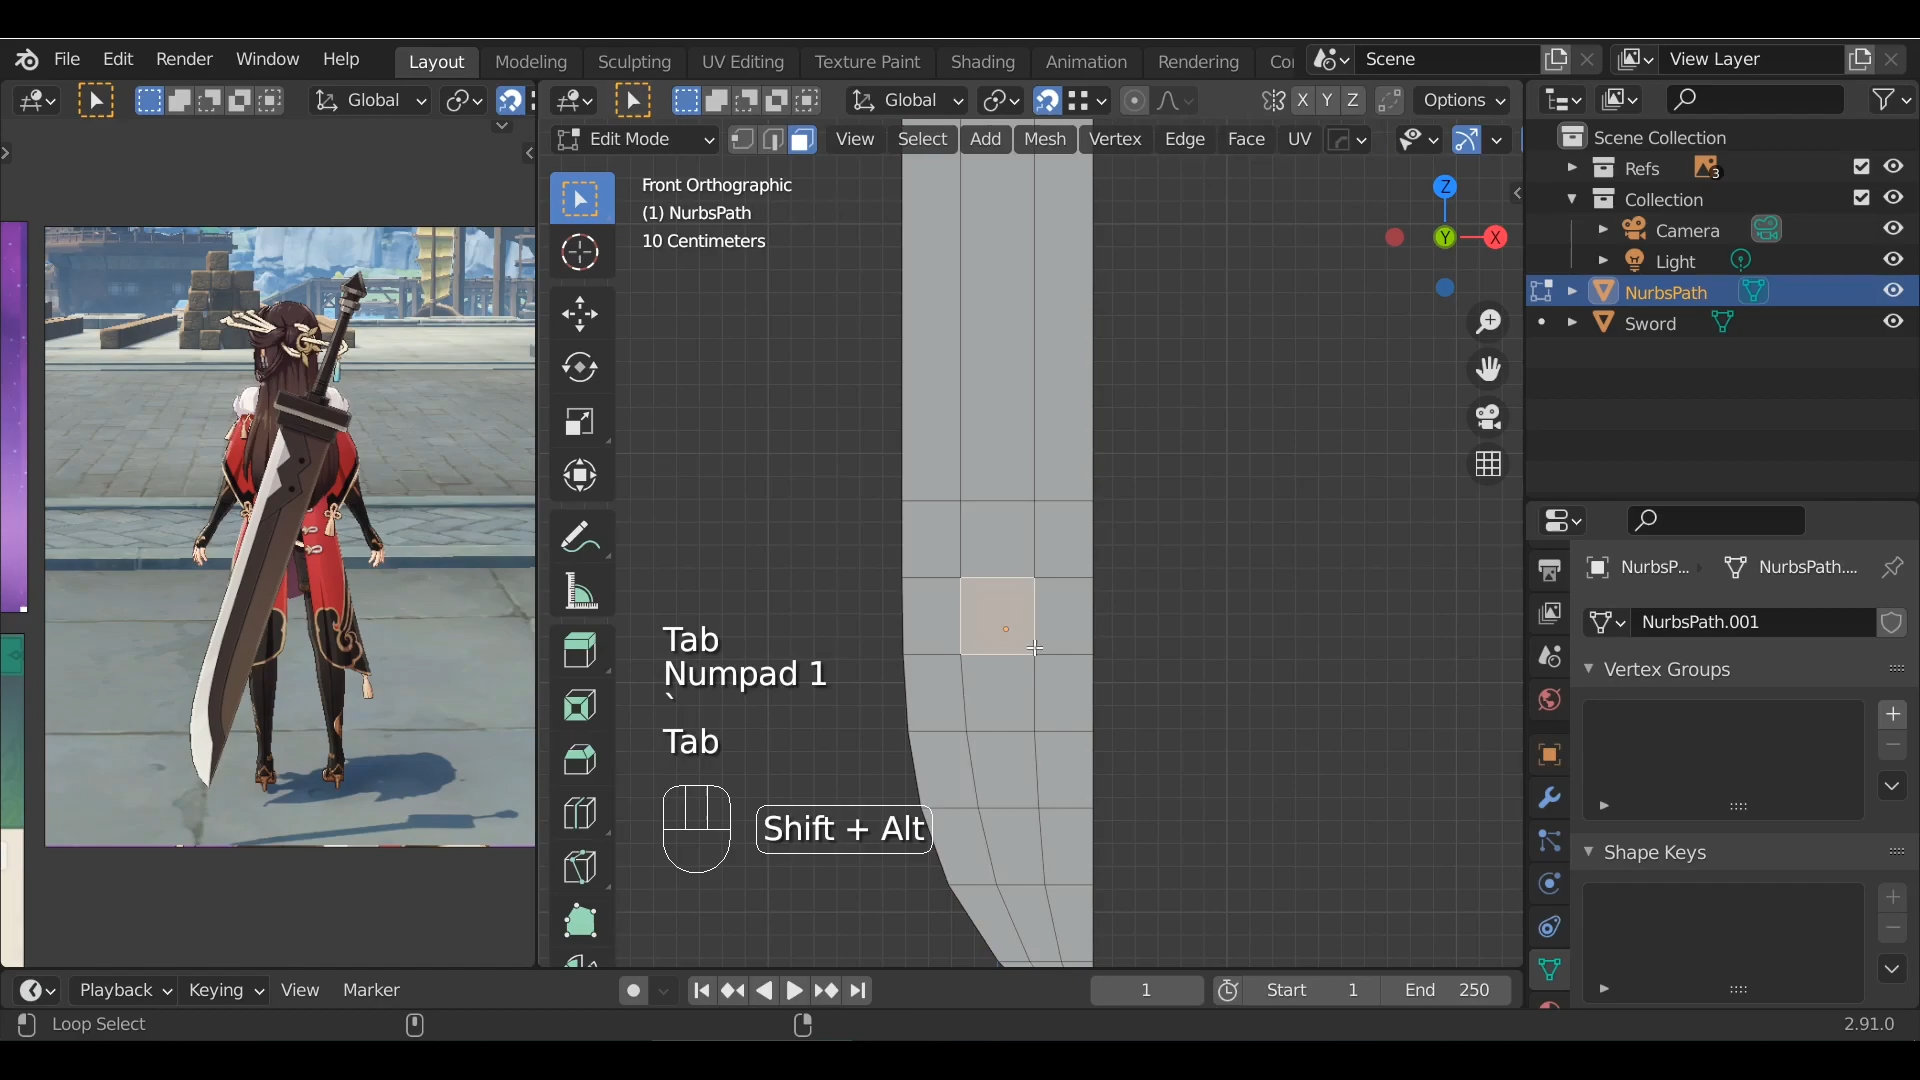 File Edit Render Window Help Layout Modeling Sculpting UV Editing Texture Paint Shading Animation Rendering Co Scene View Layer
Global Global X Y Z Options
Edit Mode View Select Add Mesh Vertex Edge Face UV Scene Collection
Refs 3
Collection
Camera
Light
NurbsPath
Sword
Front Orthographic
(1) NurbsPath
10 Centimeters
Z
Y X
Tab
Numpad 1
`
Tab
Shift + Alt
NurbsP... NurbsPath....
NurbsPath.001
Vertex Groups
Shape Keys
Playback Keying View Marker 1 Start 1 End 250
Loop Select 2.91.0